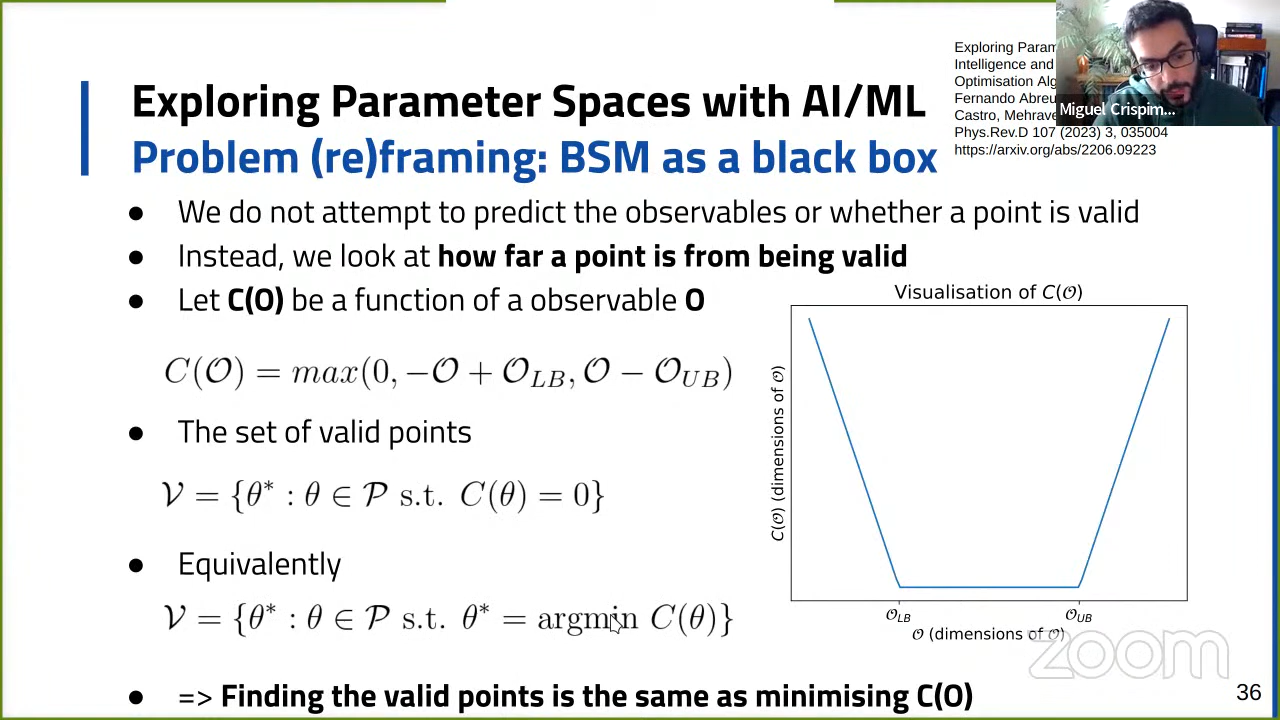 Exploring Parameter Spaces with AI/ML
Problem (re)framing: BSM as a black box
Exploring Param
Intelligence and
Optimisation Alg
Fernando Abreu
Castro, Mehrave
Phys.Rev.D 107 (2023) 3, 035004
https://arxiv.org/abs/2206.09223
Miguel Crispim...
● We do not attempt to predict the observables or whether a point is valid
● Instead, we look at how far a point is from being valid
● Let C(O) be a function of a observable O
C(𝒪) = max(0, −𝒪 + 𝒪_LB, 𝒪 − 𝒪_UB)
● The set of valid points
𝒱 = {θ* : θ ∈ 𝒫 s.t. C(θ) = 0}
● Equivalently
𝒱 = {θ* : θ ∈ 𝒫 s.t. θ* = argmin C(θ)}
● => Finding the valid points is the same as minimising C(O)
Visualisation of C(𝒪)
C(𝒪) (dimensions of 𝒪)
𝒪_LB 𝒪_UB
𝒪 (dimensions of 𝒪)
zoom
36